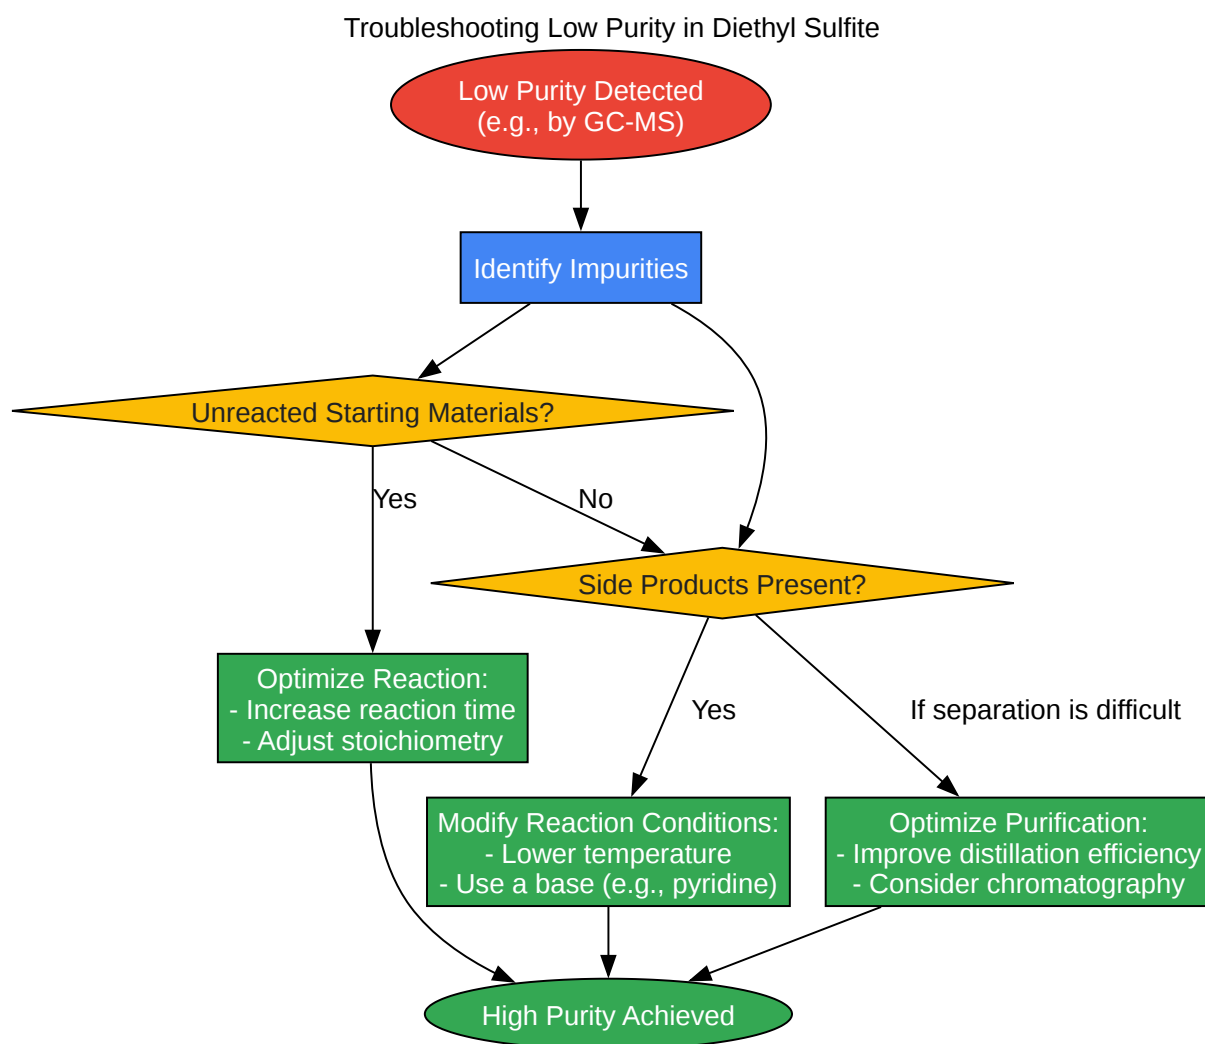 Troubleshooting Low Purity in Diethyl Sulfite
Low Purity Detected
(e.g., by GC-MS)
Identify Impurities
Unreacted Starting Materials?
Yes
No
Side Products Present?
Optimize Reaction:
- Increase reaction time
- Adjust stoichiometry
Yes
If separation is difficult
Modify Reaction Conditions:
- Lower temperature
- Use a base (e.g., pyridine)
Optimize Purification:
- Improve distillation efficiency
- Consider chromatography
High Purity Achieved